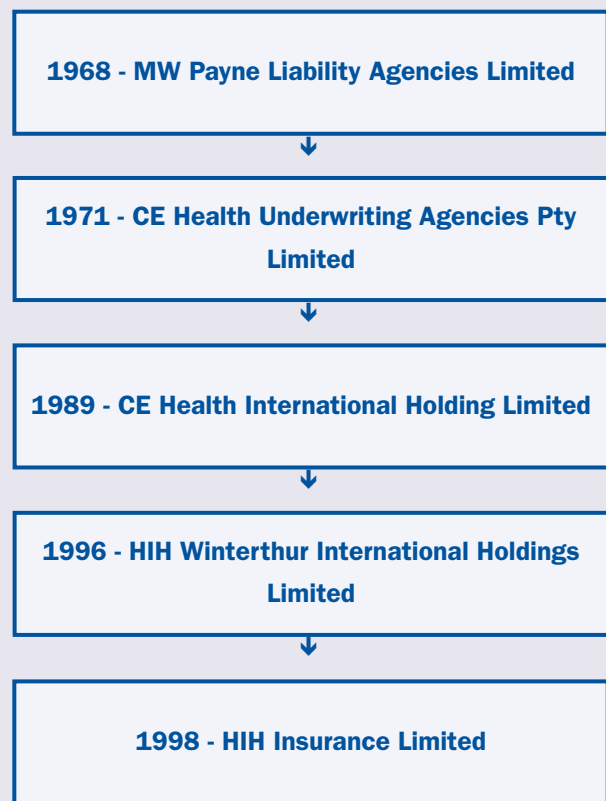 1968 - MW Payne Liability Agencies Limited
1971 - CE Health Underwriting Agencies Pty
Limited
1989 - CE Health International Holding Limited
1996 - HIH Winterthur International Holdings
Limited
1998 - HIH Insurance Limited